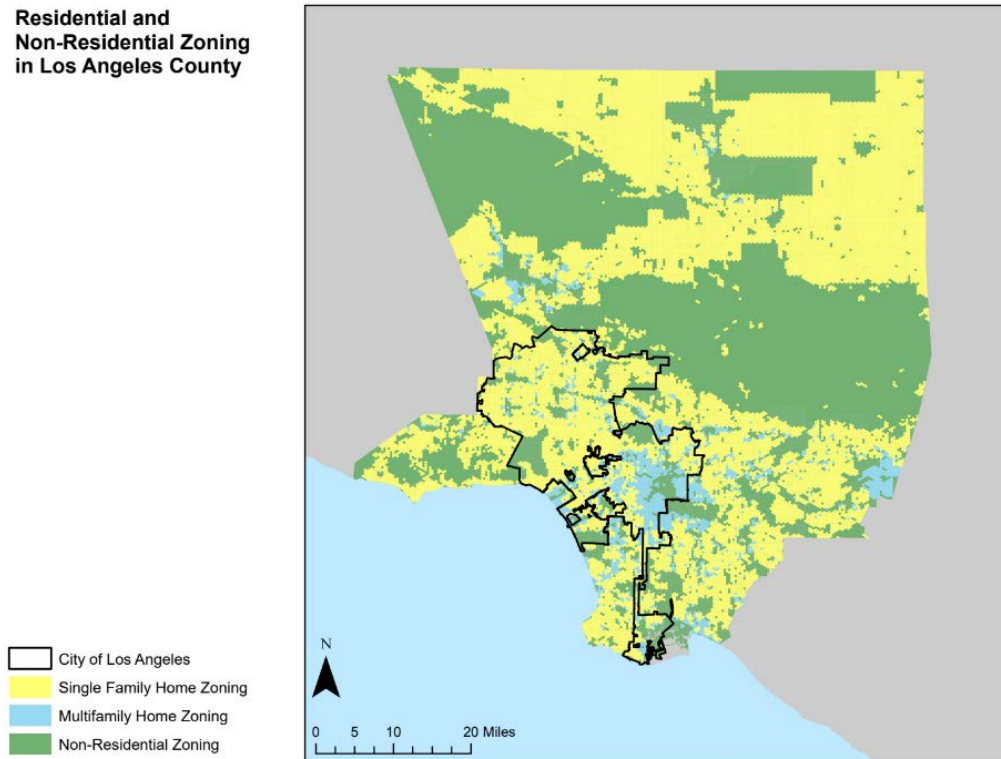 Residential and
Non-Residential Zoning
in Los Angeles County
City of Los Angeles
Single Family Home Zoning
Multifamily Home Zoning
Non-Residential Zoning
N
0 5 10 20 Miles